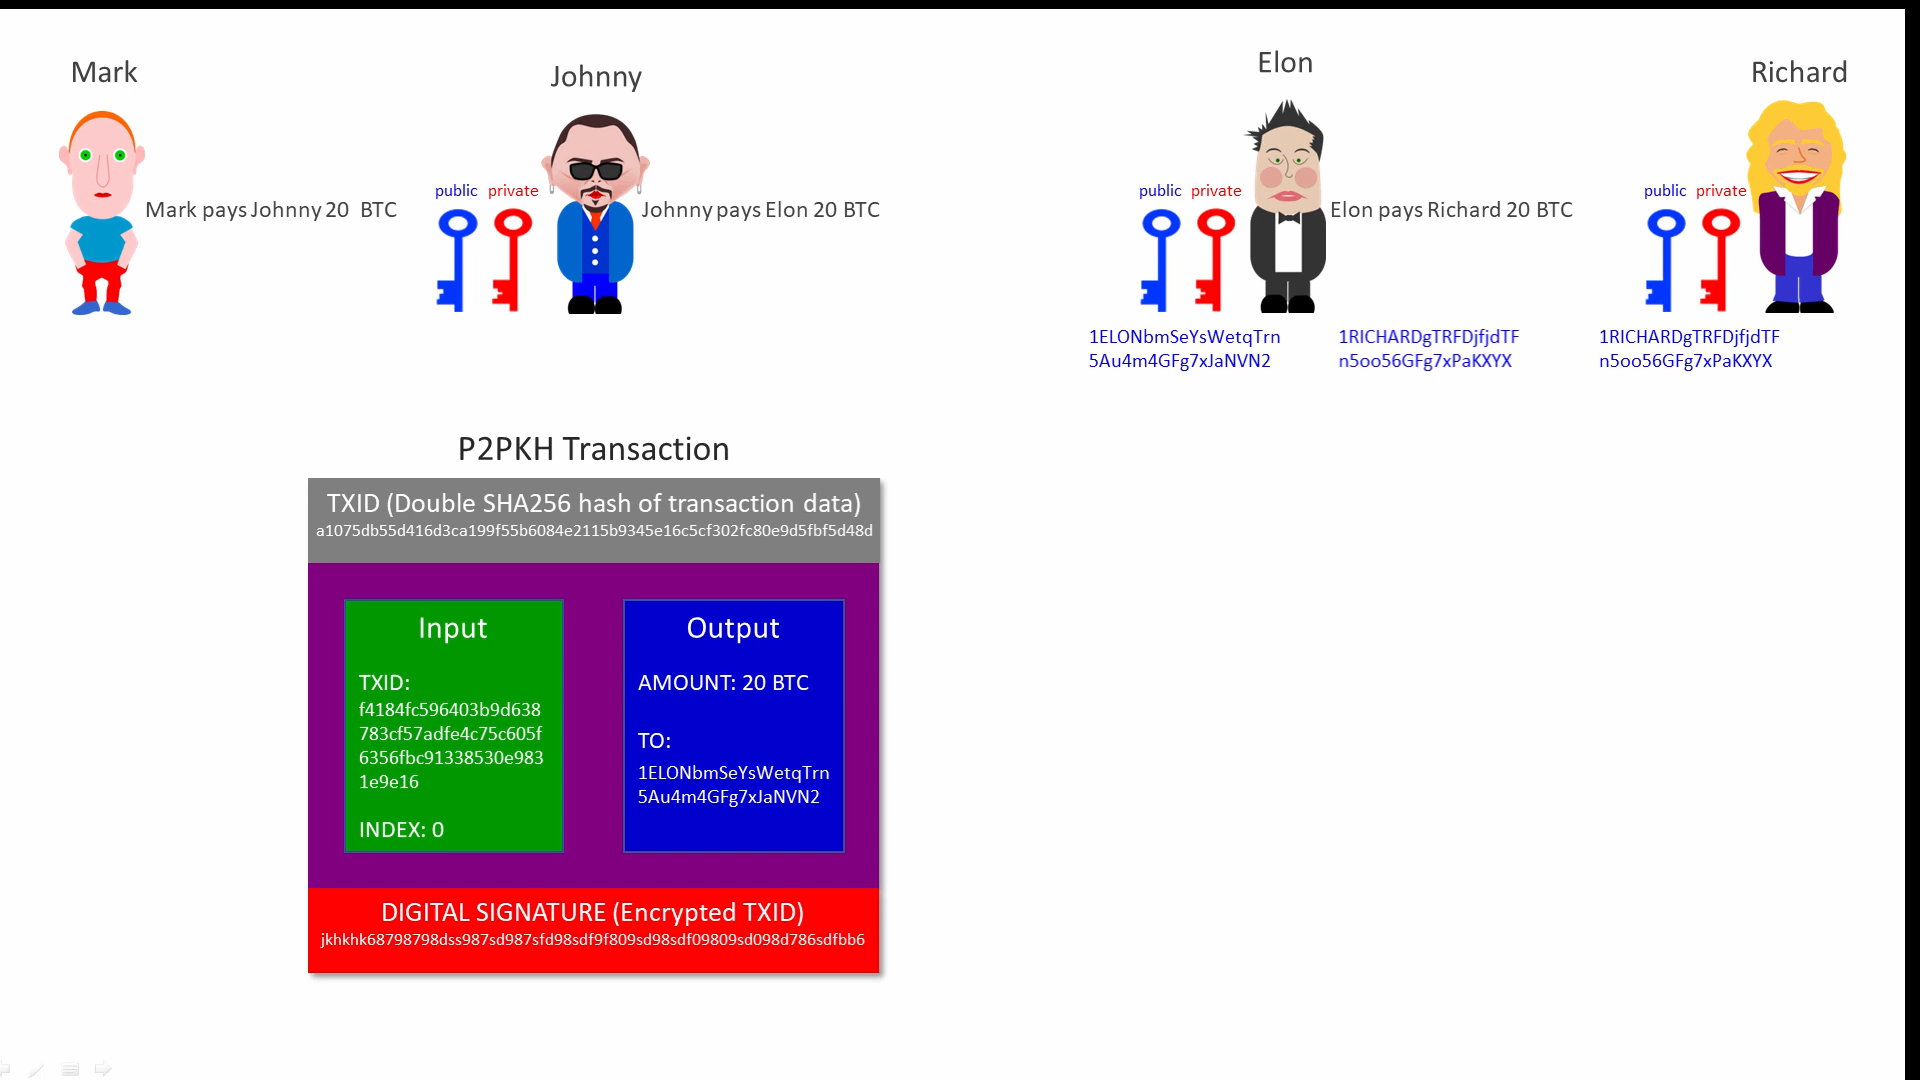 Mark
Johnny
Elon
Richard
public private
public private
public private
Mark pays Johnny 20 BTC
Johnny pays Elon 20 BTC
Elon pays Richard 20 BTC
1ELONbmSeYsWetqTrn
5Au4m4GFg7xJaNVN2
1RICHARDgTRFDjfjdTF
n5oo56GFg7xPaKXYX
1RICHARDgTRFDjfjdTF
n5oo56GFg7xPaKXYX
P2PKH Transaction
TXID (Double SHA256 hash of transaction data)
a1075db55d416d3ca199f55b6084e2115b9345e16c5cf302fc80e9d5fbf5d48d
Input
TXID:
f4184fc596403b9d638
783cf57adfe4c75c605f
6356fbc91338530e983
1e9e16
INDEX: 0
Output
AMOUNT: 20 BTC
TO:
1ELONbmSeYsWetqTrn
5Au4m4GFg7xJaNVN2
DIGITAL SIGNATURE (Encrypted TXID)
jkhkhk68798798dss987sd987sfd98sdf9f809sd98sdf09809sd098d786sdfbb6